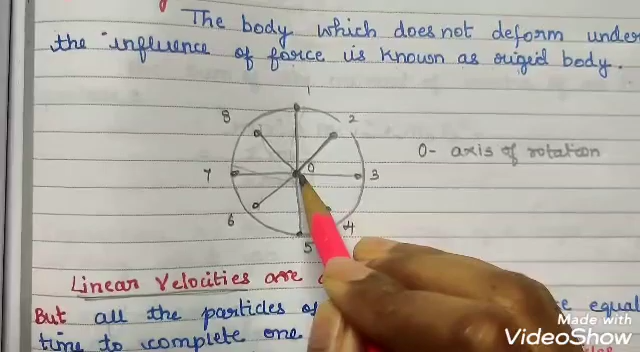 The body which does not deform under
the influence of force is known as rigid body.
1
8
2
O
O- axis of rotation
7
3
6
4
5
Linear Velocities are
But all the particles of
e equal
time to complete one
Made with
VideoShow